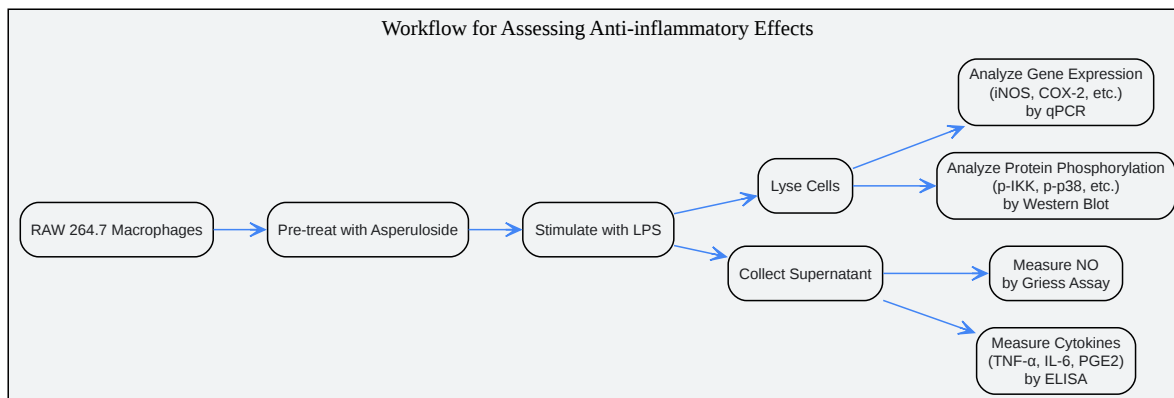 Workflow for Assessing Anti-inflammatory Effects
RAW 264.7 Macrophages
Pre-treat with Asperuloside
Stimulate with LPS
Lyse Cells
Analyze Gene Expression
(iNOS, COX-2, etc.)
by qPCR
Analyze Protein Phosphorylation
(p-IKK, p-p38, etc.)
by Western Blot
Collect Supernatant
Measure NO
by Griess Assay
Measure Cytokines
(TNF-α, IL-6, PGE2)
by ELISA